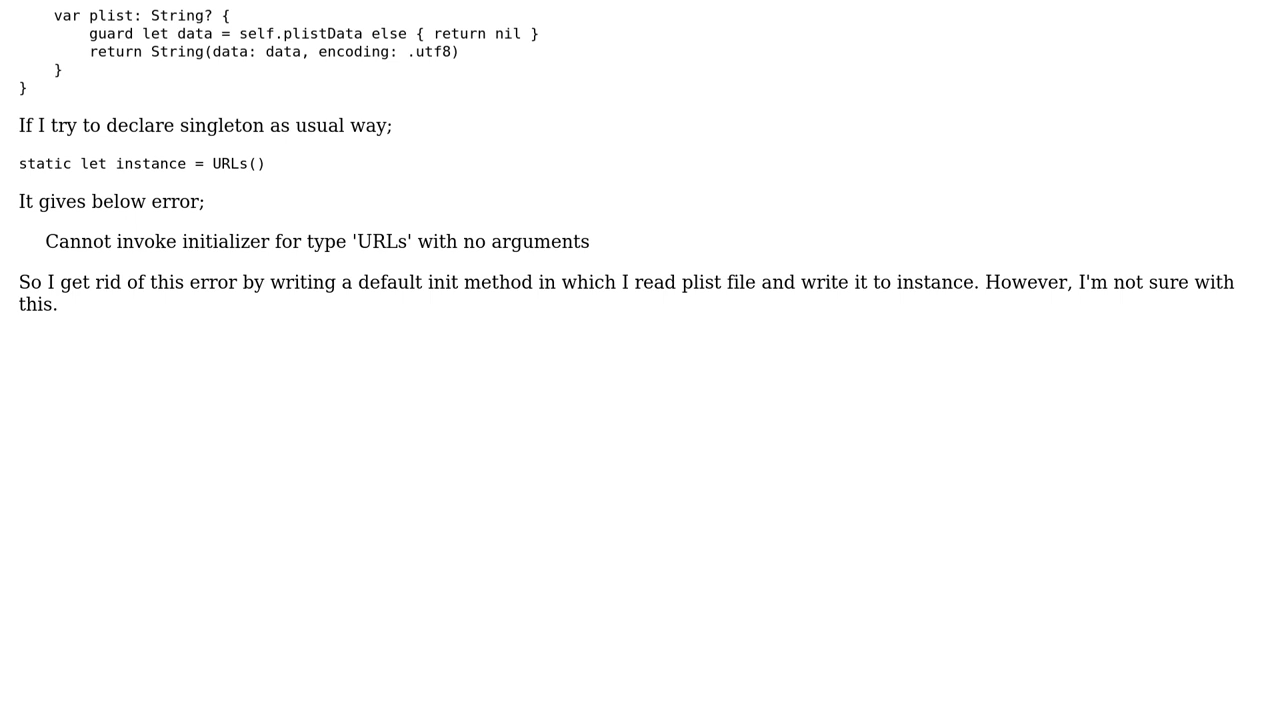 var plist: String? {
        guard let data = self.plistData else { return nil }
        return String(data: data, encoding: .utf8)
    }
}
If I try to declare singleton as usual way;
static let instance = URLs()
It gives below error;
Cannot invoke initializer for type 'URLs' with no arguments
So I get rid of this error by writing a default init method in which I read plist file and write it to instance. However, I'm not sure with
this.